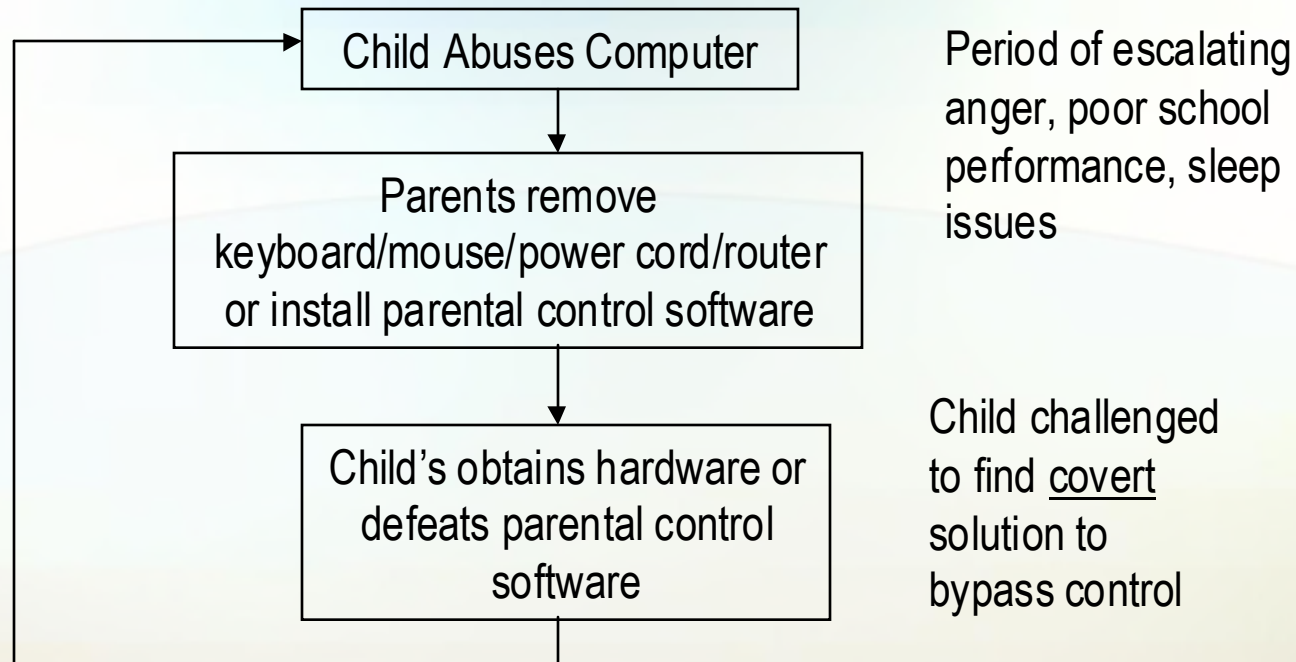 Child Abuses Computer
Period of escalating
anger, poor school
performance, sleep
issues
Parents remove
keyboard/mouse/power cord/router
or install parental control software
Child's obtains hardware or
defeats parental control
software
Child challenged
to find covert
solution to
bypass control